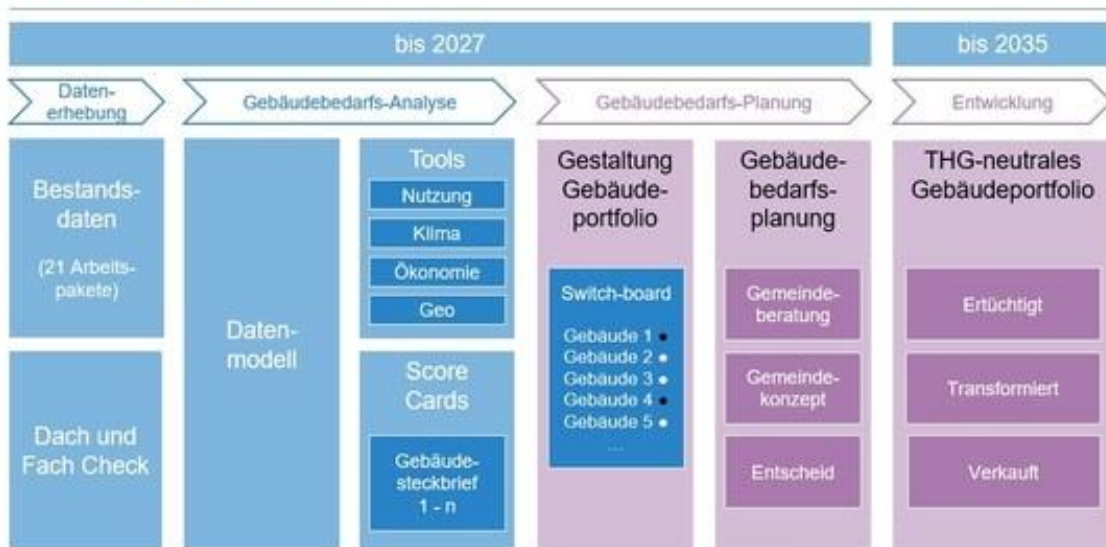 bis 2027
bis 2035
Daten-
erhebung
Gebäudebedarfs-Analyse
Gebäudebedarfs-Planung
Entwicklung
Bestands-
daten
(21 Arbeits-
pakete)
Dach und
Fach Check
Daten-
modell
Tools
Nutzung
Klima
Ökonomie
Geo
Score
Cards
Gebäude-
steckbrief
1 - n
Gestaltung
Gebäude-
portfolio
Switch-board
Gebäude 1 ●
Gebäude 2 ●
Gebäude 3 ●
Gebäude 4 ●
Gebäude 5 ●
...
Gebäude-
bedarfs-
planung
Gemeinde-
beratung
Gemeinde-
konzept
Entscheid
THG-neutrales
Gebäudeportfolio
Ertüchtigt
Transformiert
Verkauft